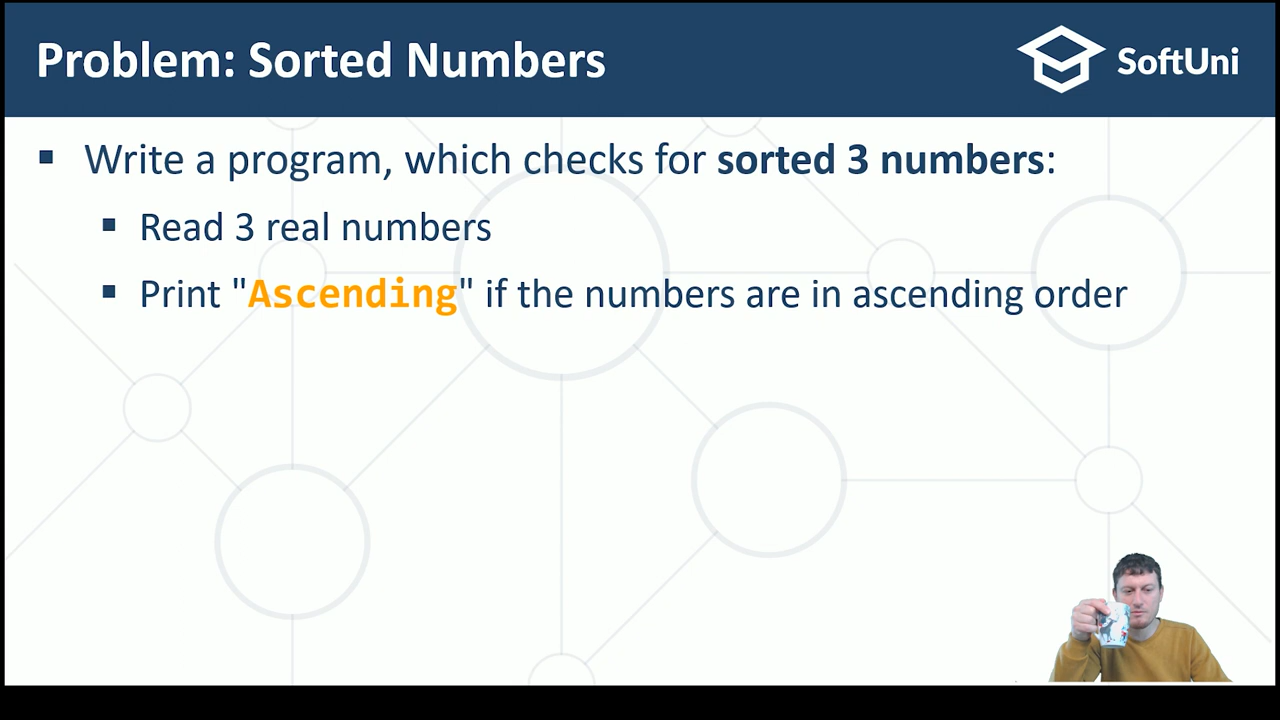 Problem: Sorted Numbers
SoftUni
Write a program, which checks for sorted 3 numbers:
Read 3 real numbers
Print "Ascending" if the numbers are in ascending order